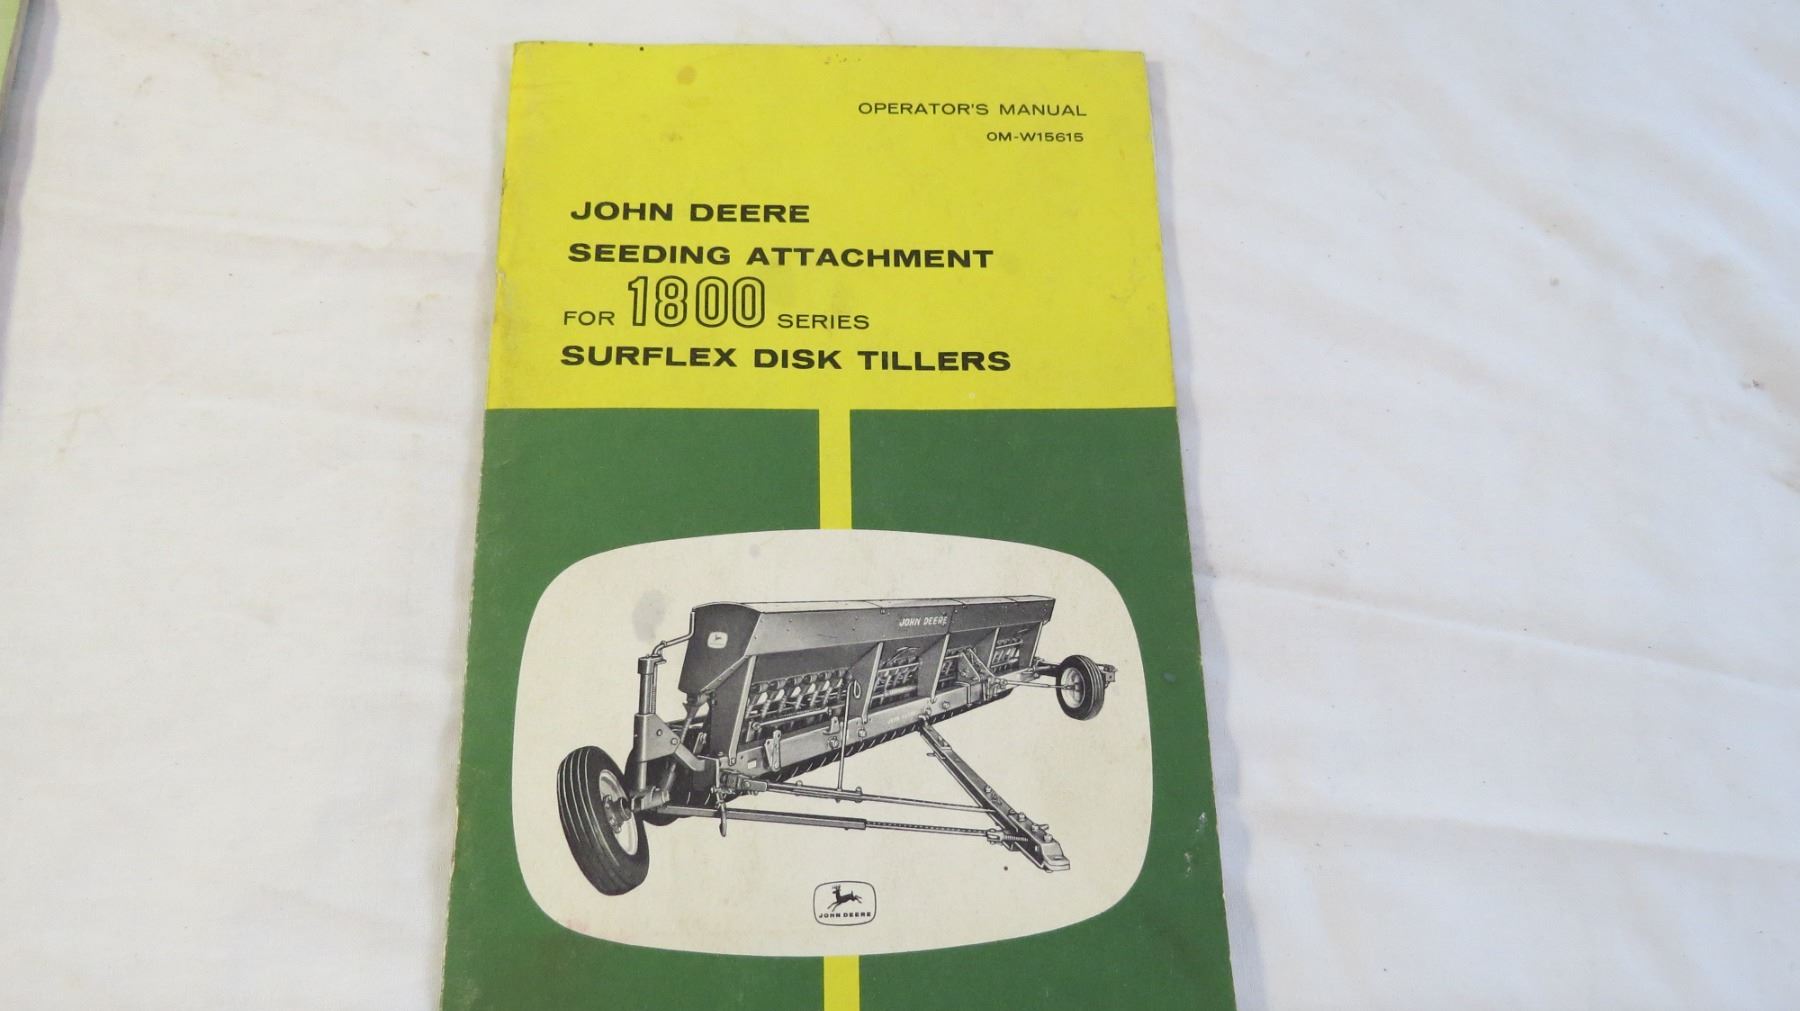 OPERATOR'S MANUAL
OM-W15615
JOHN DEERE
SEEDING ATTACHMENT
FOR 1800 SERIES
SURFLEX DISK TILLERS
JOHN DEERE
JOHN DEERE